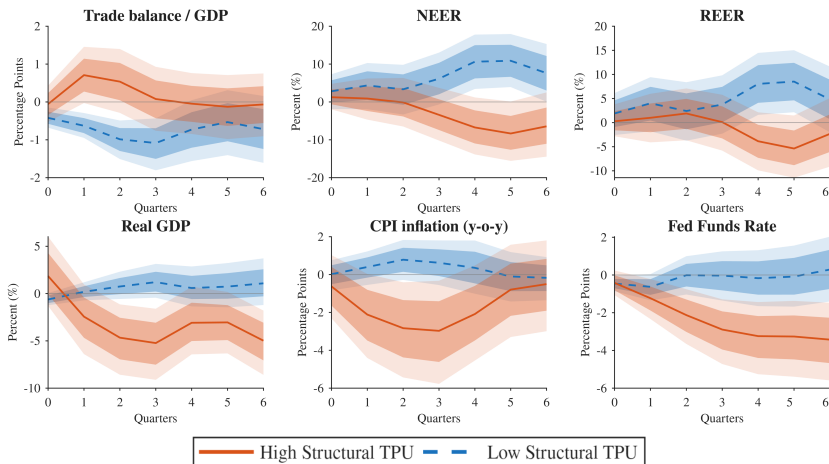 Trade balance / GDP
Percentage Points
2
1
0
-1
-2
0 1 2 3 4 5 6
Quarters
NEER
Percent (%)
20
10
0
-10
-20
0 1 2 3 4 5 6
Quarters
REER
Percent (%)
20
15
10
5
0
-5
-10
0 1 2 3 4 5 6
Quarters
Real GDP
Percent (%)
5
0
-5
-10
0 1 2 3 4 5 6
Quarters
CPI inflation (y-o-y)
Percentage Points
2
0
-2
-4
-6
0 1 2 3 4 5 6
Quarters
Fed Funds Rate
Percentage Points
2
0
-2
-4
-6
0 1 2 3 4 5 6
Quarters
High Structural TPU Low Structural TPU